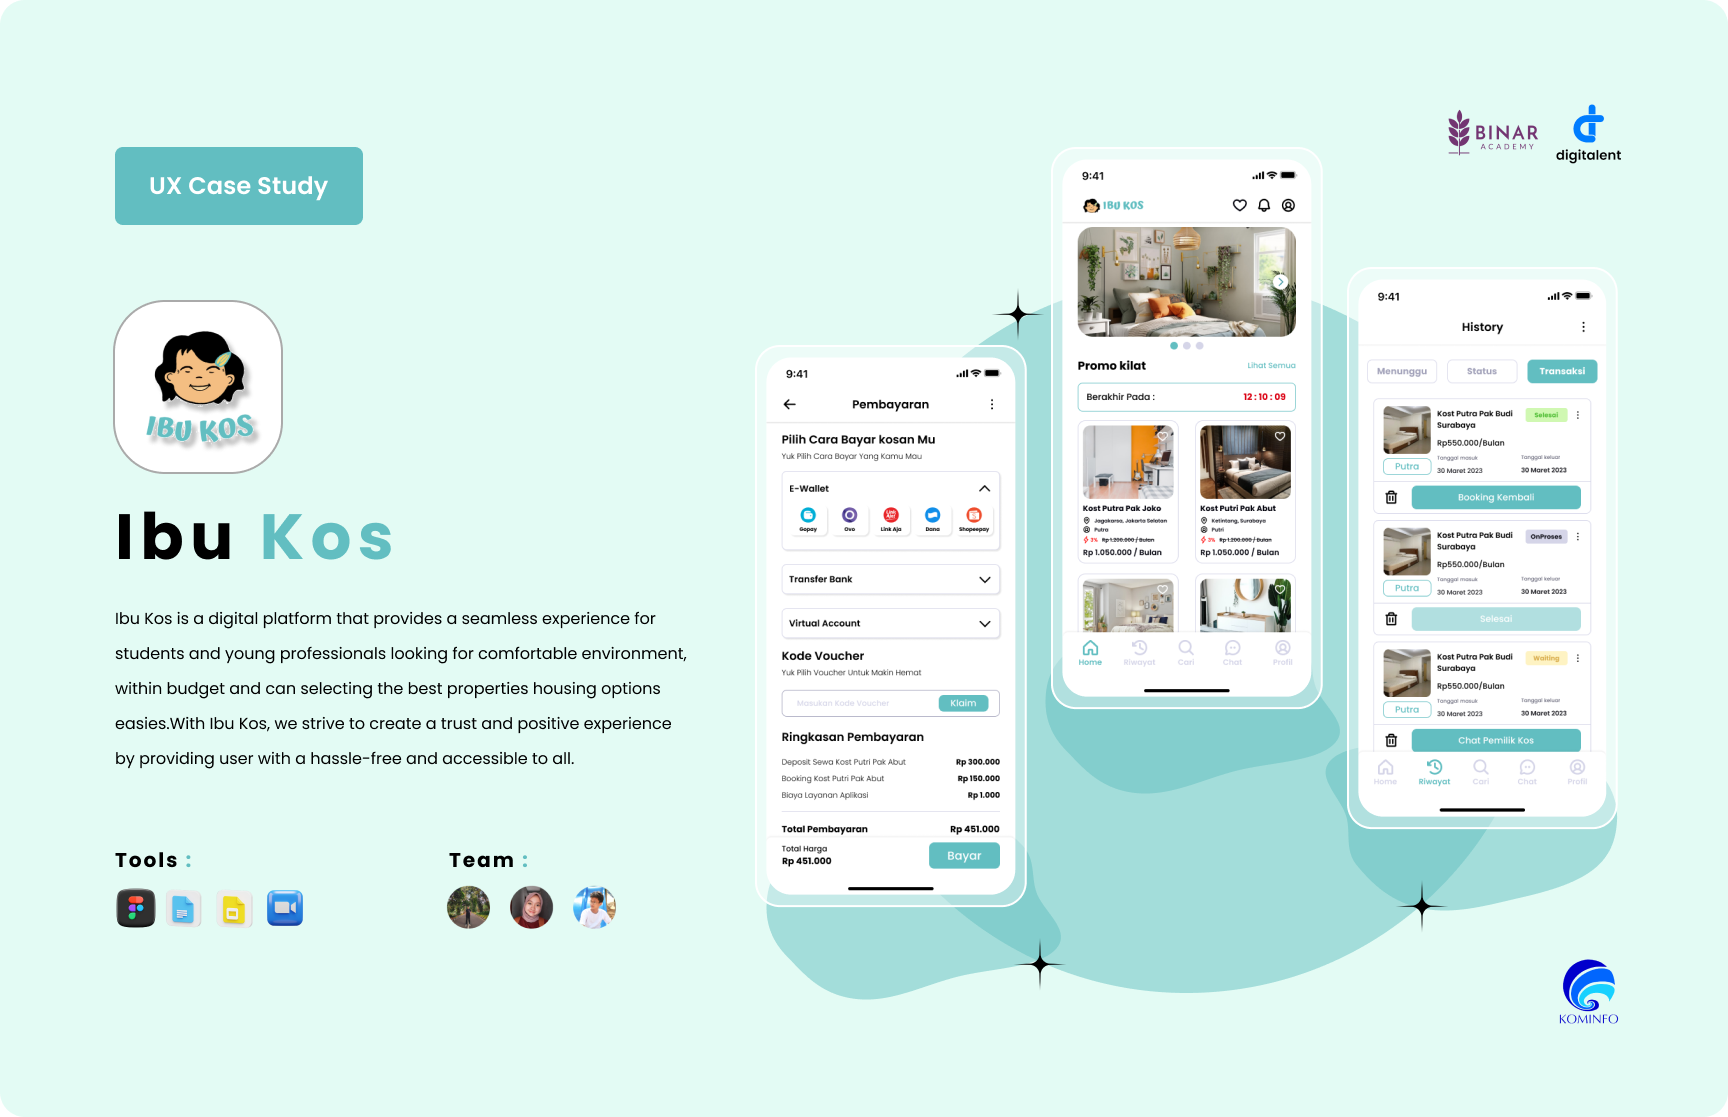 UX Case Study
IBU KOS
Ibu Kos
Ibu Kos is a digital platform that provides a seamless experience for
students and young professionals looking for comfortable environment,
within budget and can selecting the best properties housing options
easies.With Ibu Kos, we strive to create a trust and positive experience
by providing user with a hassle-free and accessible to all.
Tools :
Team :
9:41
Pembayaran
Pilih Cara Bayar kosan Mu
Yuk Pilih Cara Bayar Yang Kamu Mau
E-Wallet
Gopay Ovo Link Aja Dana Shopeepay
Transfer Bank
Virtual Account
Kode Voucher
Yuk Pilih Voucher Untuk Makin Hemat
Masukan Kode Voucher Klaim
Ringkasan Pembayaran
Deposit Sewa Kost Putri Pak Abut Rp 300.000
Booking Kost Putri Pak Abut Rp 150.000
Biaya Layanan Aplikasi Rp 1.000
Total Pembayaran Rp 451.000
Total Harga
Rp 451.000
Bayar
9:41
IBU KOS
Promo kilat Lihat Semua
Berakhir Pada : 12 : 10 : 09
Kost Putra Pak Joko
Jagakarsa, Jakarta Selatan
Putra
3% Rp 1.200.000 / Bulan
Rp 1.050.000 / Bulan
Kost Putri Pak Abut
Ketintang, Surabaya
Putri
3% Rp 1.200.000 / Bulan
Rp 1.050.000 / Bulan
Home Riwayat Cari Chat Profil
BINAR
ACADEMY
digitalent
9:41
History
Menunggu Status Transaksi
Kost Putra Pak Budi
Surabaya
Selesai
Rp550.000/Bulan
Tanggal masuk Tanggal keluar
Putra
30 Maret 2023 30 Maret 2023
Booking Kembali
Kost Putra Pak Budi
Surabaya
OnProses
Rp550.000/Bulan
Tanggal masuk Tanggal keluar
Putra
30 Maret 2023 30 Maret 2023
Selesai
Kost Putra Pak Budi
Surabaya
Waiting
Rp550.000/Bulan
Tanggal masuk Tanggal keluar
Putra
30 Maret 2023 30 Maret 2023
Chat Pemilik Kos
Home Riwayat Cari Chat Profil
KOMINFO